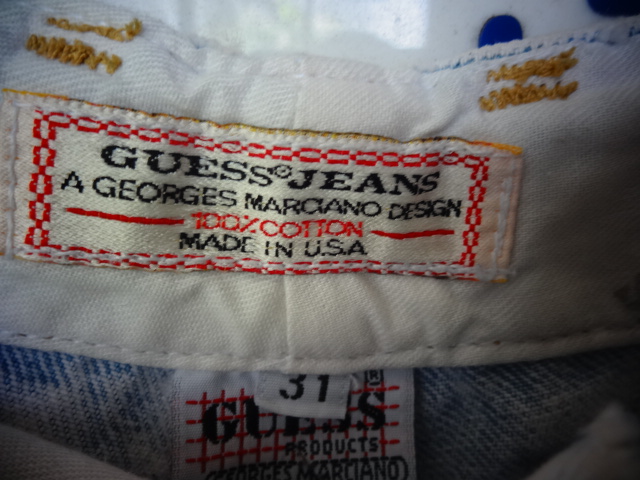 GUESS® JEANS
A GEORGES MARCIANO DESIGN
100% COTTON
MADE IN U.S.A
31 ®
GUESS
PRODUCTS
GEORGES MARCIANO